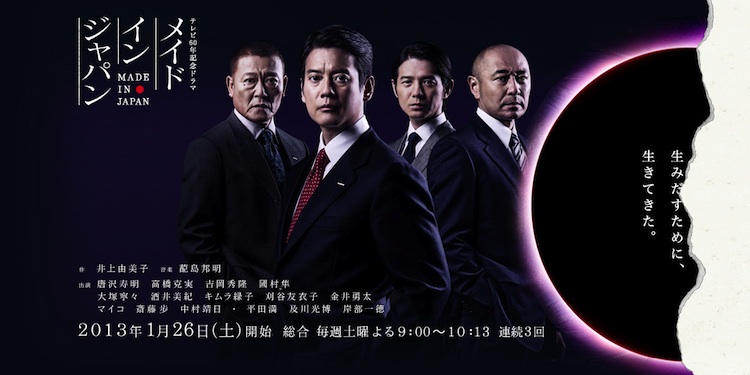 テレビ60年記念ドラマ
メイド
イン
ジャパン
MADE
IN
JAPAN
生みだすために、
生きてきた。
作 井上由美子 音楽 蓜島邦明
出演 唐沢寿明 高橋克実 吉岡秀隆 國村隼
大塚寧々 酒井美紀 キムラ緑子 刈谷友衣子 金井勇太
マイコ 斎藤歩 中村靖日・平田満 及川光博 岸部一徳
2013年1月26日(土)開始 総合 毎週土曜よる9:00〜10:13 連続3回